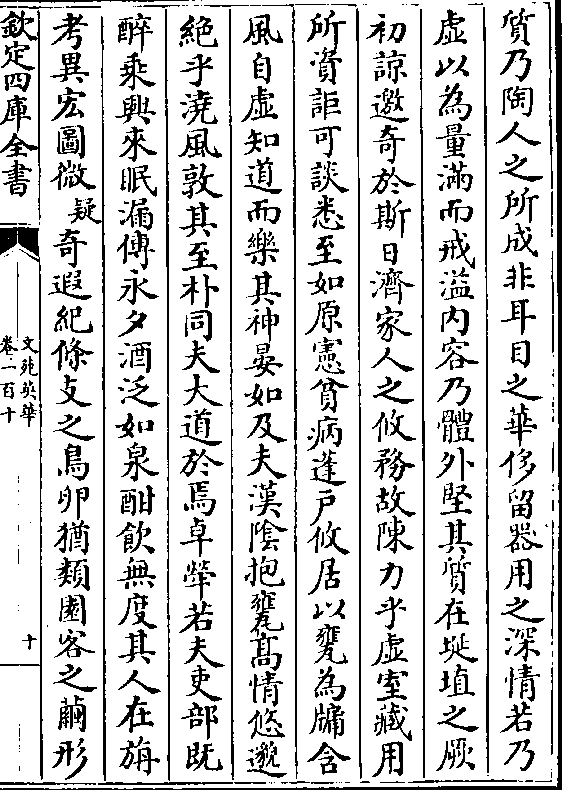 質乃陶人之所成非耳目之華侈留器用之深情若乃
虛以為量滿而戒溢内容乃體外堅其質在埏埴之厥
初諒邀奇於斯日濟家人之攸務故陳力乎虛室藏用
所資詎可談悉至如原憲貧病蓬戶攸居以甕為牖含
風自虛知道而樂其神晏如及夫漢陰抱甕髙情悠邈
絶乎澆風敦其至朴同夫大道於焉卓犖若夫吏部既
醉乘興來眠漏傳永夕酒泛如泉酣飲無度其人在旃
考異宏圖微疑奇遐紀條支之鳥卵猶類園客之繭形
欽定四庫全書
文苑英華
卷一百十
十